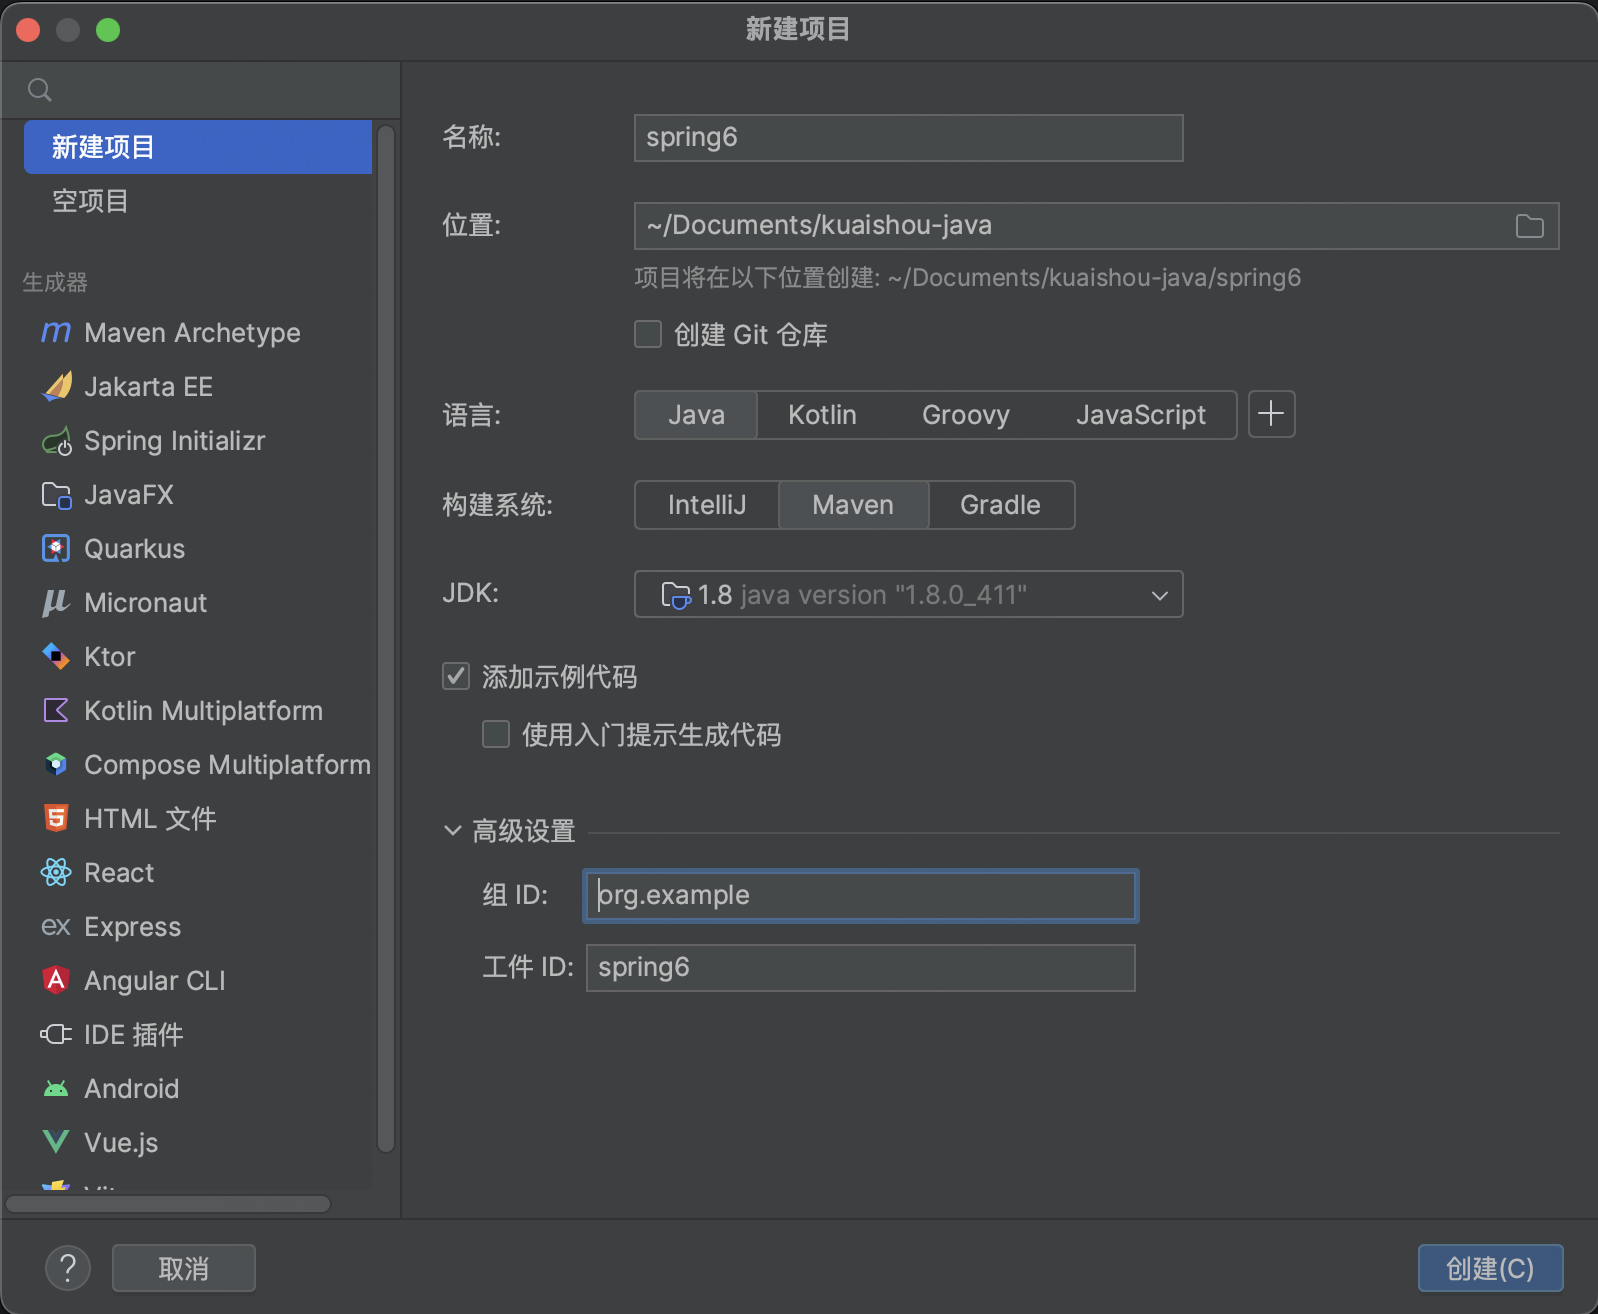 新建项目
新建项目
空项目
生成器
Maven Archetype
Jakarta EE
Spring Initializr
JavaFX
Quarkus
Micronaut
Ktor
Kotlin Multiplatform
Compose Multiplatform
HTML 文件
React
Express
Angular CLI
IDE 插件
Android
Vue.js
名称: spring6
位置: ~/Documents/kuaishou-java
项目将在以下位置创建: ~/Documents/kuaishou-java/spring6
创建 Git 仓库
语言: Java Kotlin Groovy JavaScript
构建系统: IntelliJ Maven Gradle
JDK: 1.8 java version "1.8.0_411"
添加示例代码
使用入门提示生成代码
高级设置
组 ID: org.example
工件 ID: spring6
? 取消 创建(C)